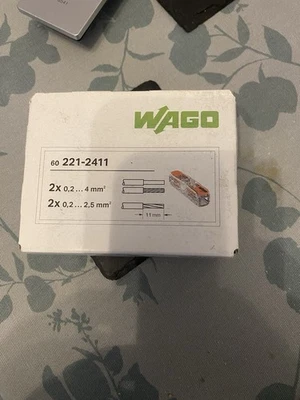 WAGO
60 221-2411
2x 0,2 ... 4 mm²
2x 0,2 ... 2,5 mm²
11 mm